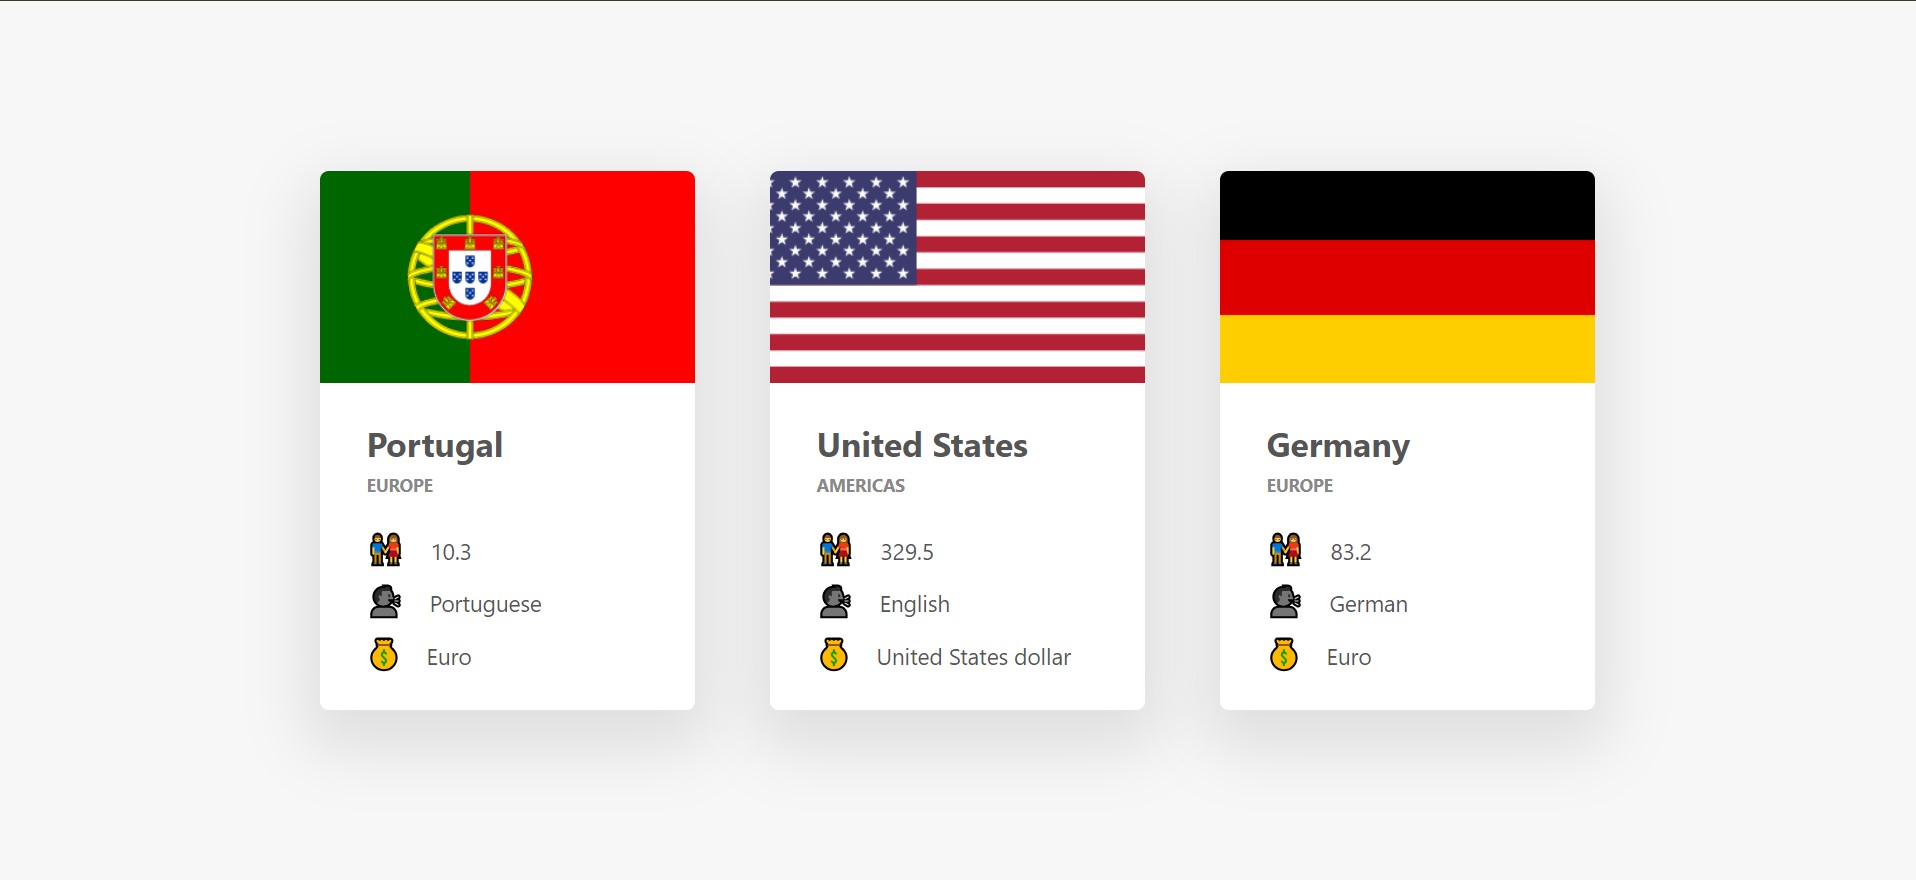 Portugal
EUROPE
10.3
Portuguese
Euro
United States
AMERICAS
329.5
English
United States dollar
Germany
EUROPE
83.2
German
Euro